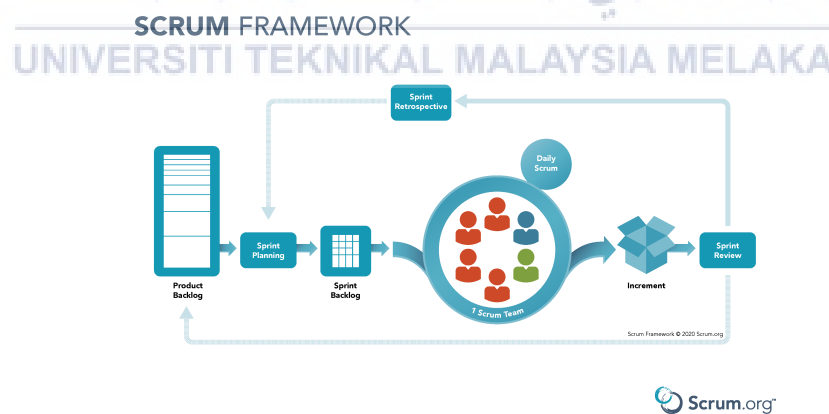 SCRUM FRAMEWORK
UNIVERSITI TEKNIKAL MALAYSIA MELAKA
Sprint
Retrospective
Daily
Scrum
Sprint
Planning
Sprint
Review
Product
Backlog
Sprint
Backlog
Increment
1 Scrum Team
Scrum Framework © 2020 Scrum.org
Scrum.org™